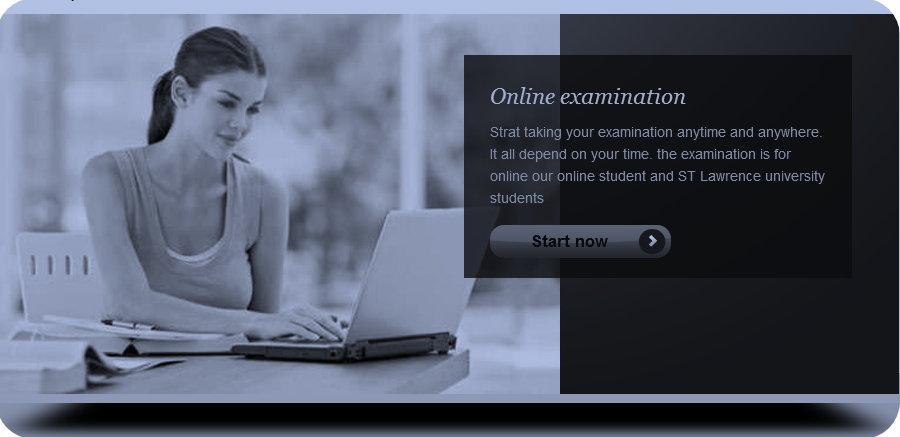 Online examination
Strat taking your examination anytime and anywhere.
It all depend on your time. the examination is for
online our online student and ST Lawrence university
students
Start now